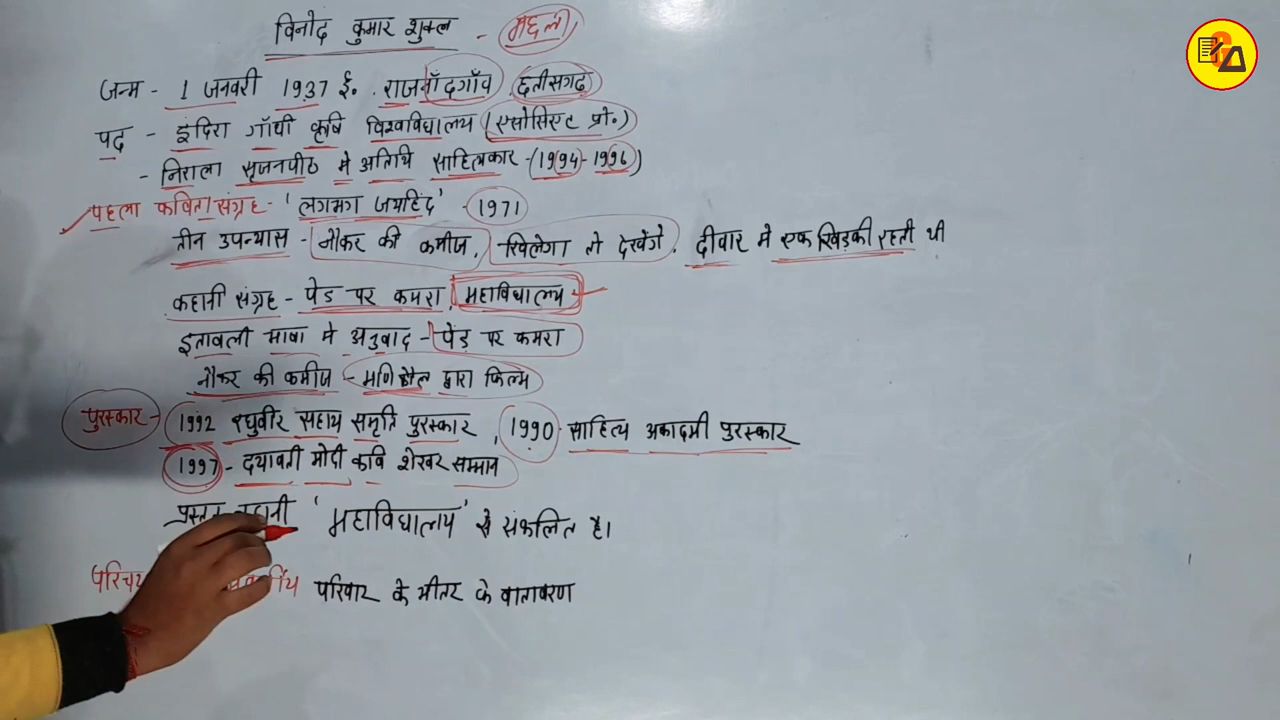 विनोद कुमार शुक्ल - मछली
जन्म - 1 जनवरी 1937 ई. राजनाँदगाँव, छत्तीसगढ़
पद - इंदिरा गाँधी कृषि विश्वविद्यालय (एसोसिएट प्रो.)
- निराला सृजनपीठ मे अतिथि साहित्यकार - (1994-1996)
पहला कविता संग्रह - 'लगभग जयहिंद' - 1971
तीन उपन्यास - नौकर की कमीज, खिलेगा तो देखेंगे, दीवार मे एक खिड़की रहती थी
कहानी संग्रह - पेड पर कमरा, महाविद्यालय
इतावली भाषा मे अनुवाद - पेड़ पर कमरा
नौकर की कमीज - मणि कौल द्वारा फिल्म
पुरस्कार - 1992 रघुवीर सहाय समृति पुरस्कार, 1990 - साहित्य अकादमी पुरस्कार
1997 - दयावती मोदी कवि शेखर सम्मान
प्रस्तुत कहानी 'महाविद्यालय' से संकलित है।
परिवार के भीतर के वातावरण